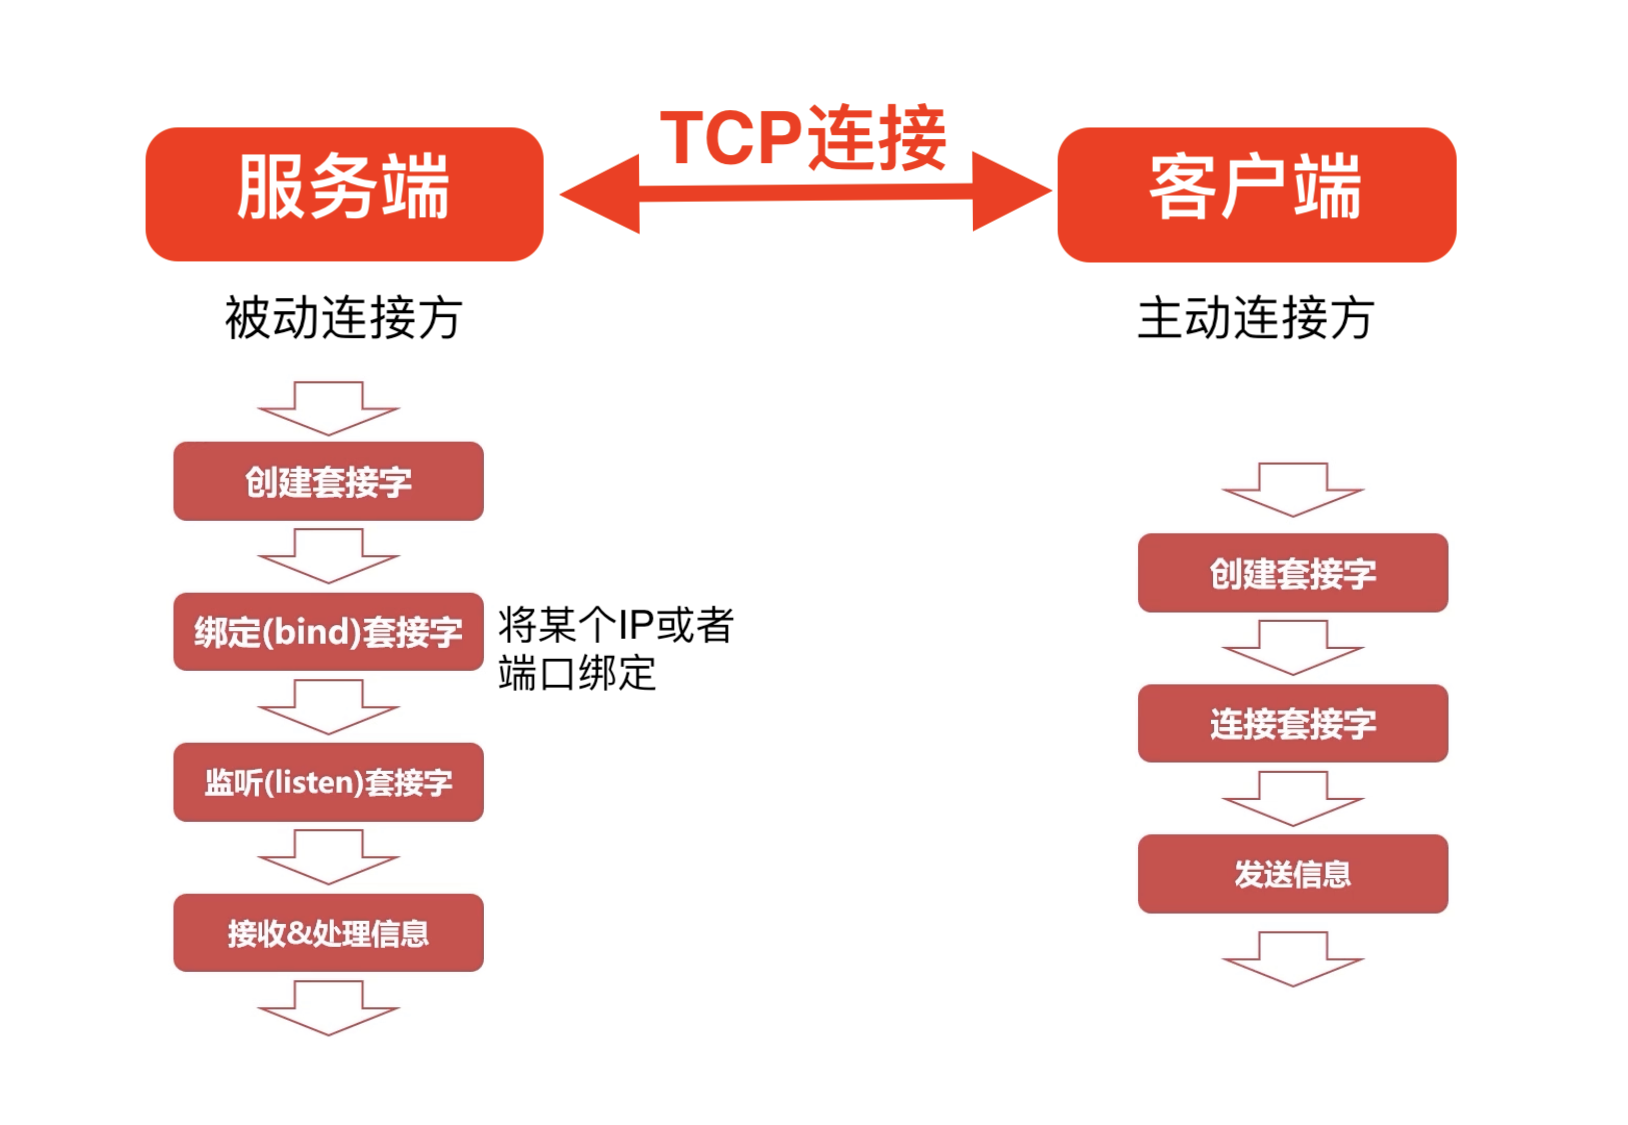 TCP连接
服务端
客户端
被动连接方
主动连接方
创建套接字
绑定(bind)套接字
将某个IP或者
端口绑定
监听(listen)套接字
接收&处理信息
创建套接字
连接套接字
发送信息